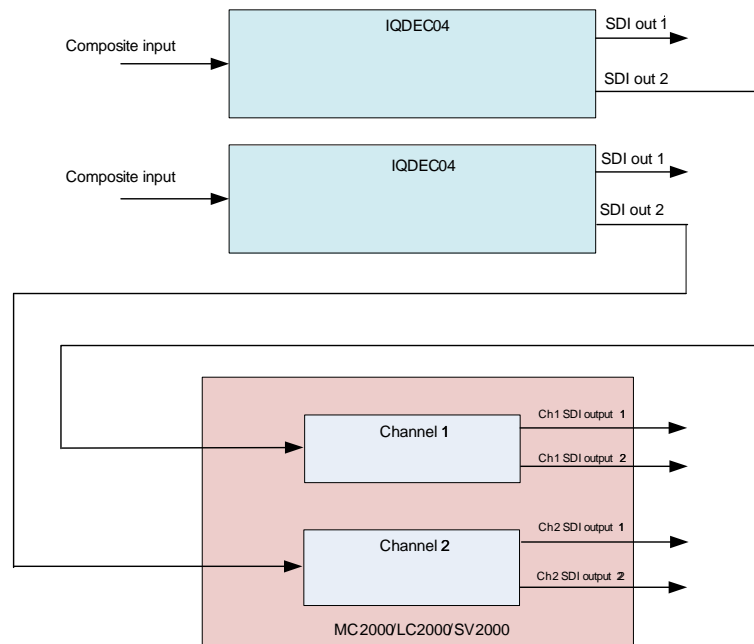 IQDEC04
SDI out 1
Composite input
SDI out 2
IQDEC04
SDI out 1
Composite input
SDI out 2
Channel 1
Ch1 SDI output 1
Ch1 SDI output 2
Channel 2
Ch2 SDI output 1
Ch2 SDI output 2
MC2000/LC2000/SV2000